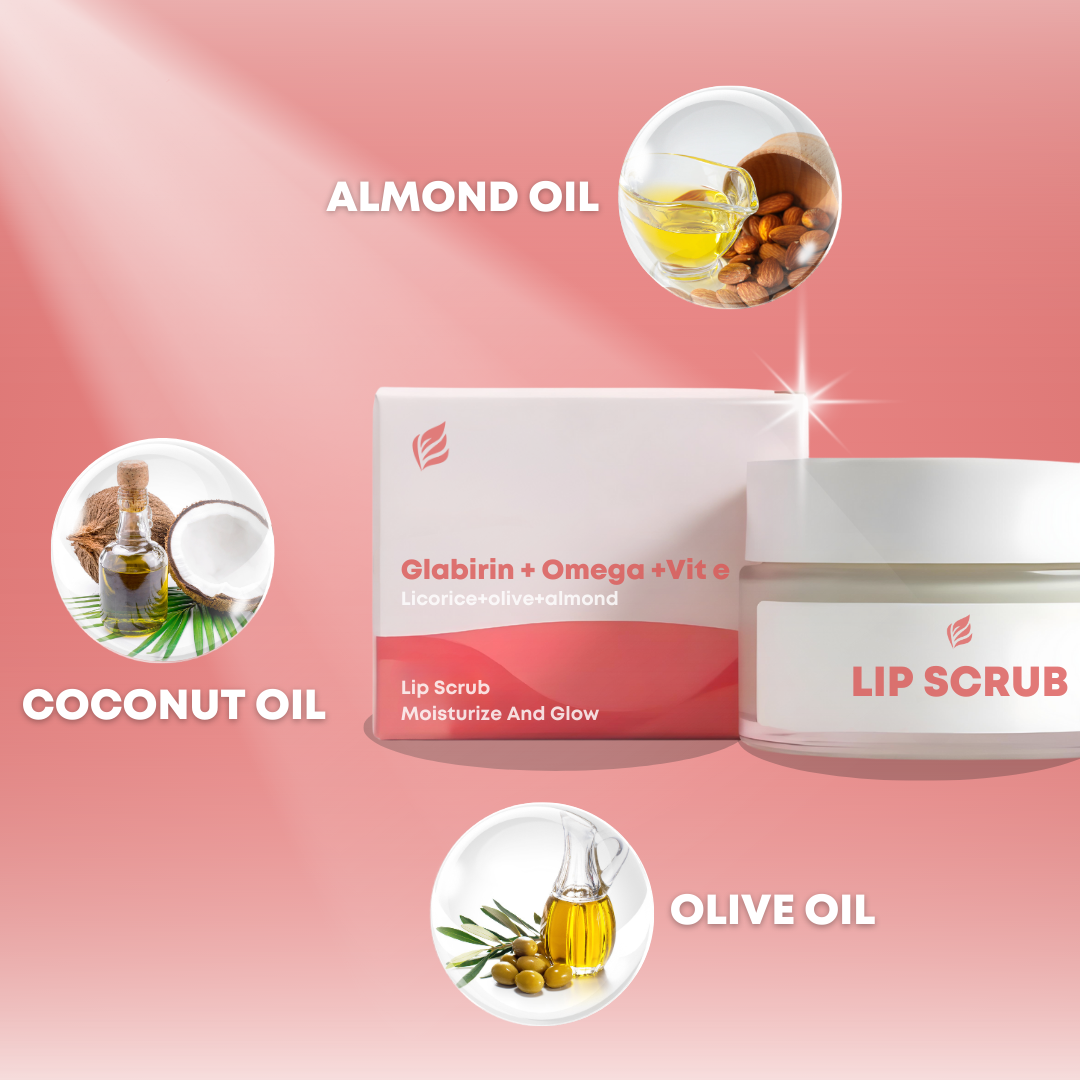 ALMOND OIL
Glabirin + Omega +Vit e
Licorice+olive+almond
Lip Scrub
Moisturize And Glow
LIP SCRUB
COCONUT OIL
OLIVE OIL